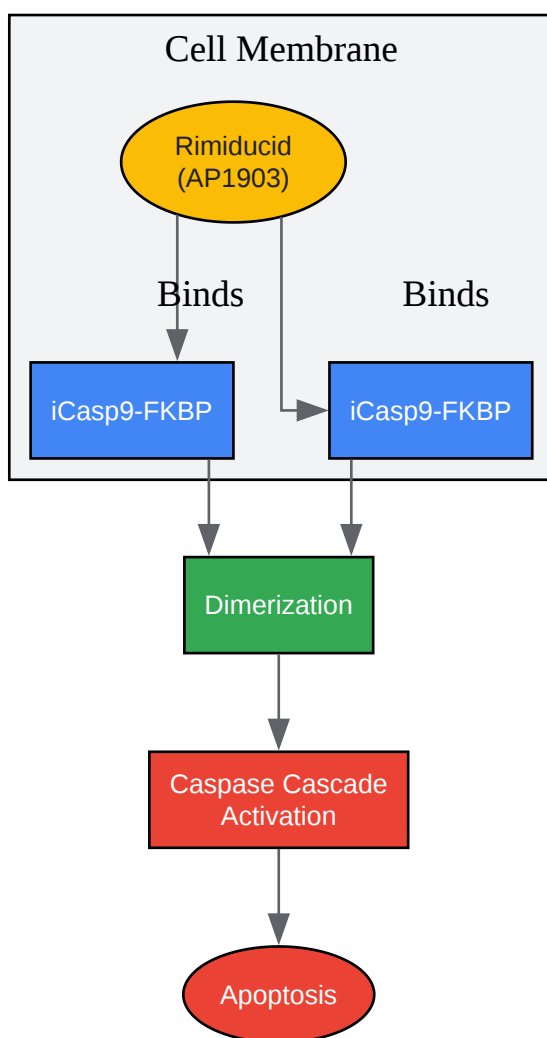 Cell Membrane
Rimiducid
(AP1903)
Binds
Binds
iCasp9-FKBP
iCasp9-FKBP
Dimerization
Caspase Cascade
Activation
Apoptosis